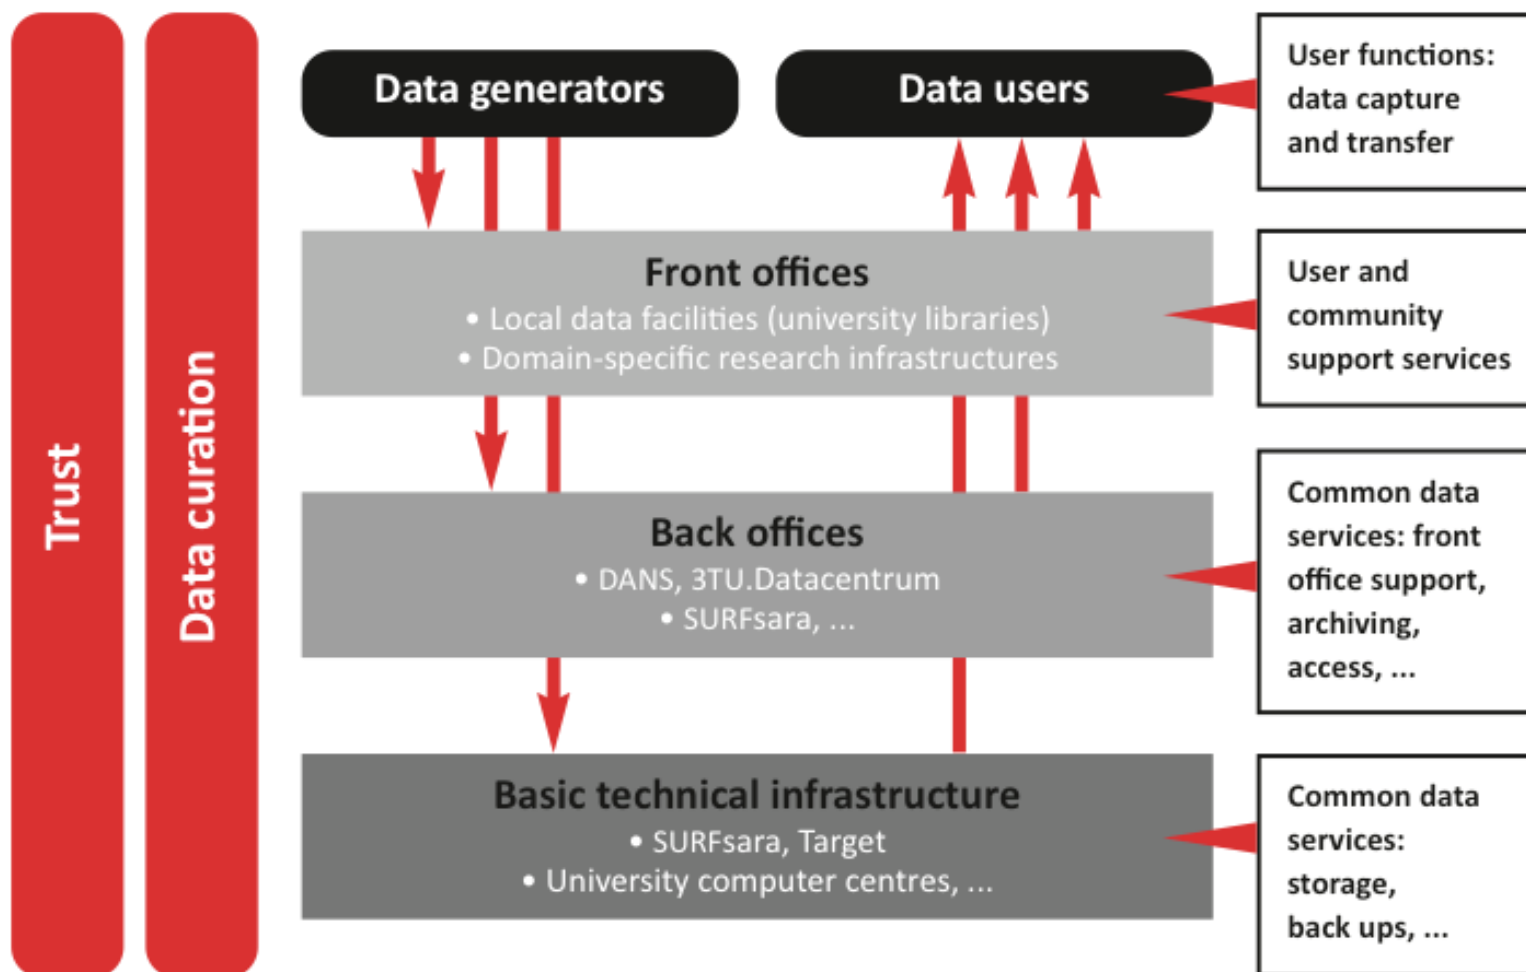 Trust
Data curation
Data generators
Data users
User functions:
data capture
and transfer
Front offices
• Local data facilities (university libraries)
• Domain-specific research infrastructures
User and
community
support services
Back offices
• DANS, 3TU.Datacentrum
• SURFsara, ...
Common data
services: front
office support,
archiving,
access, ...
Basic technical infrastructure
• SURFsara, Target
• University computer centres, ...
Common data
services:
storage,
back ups, ...